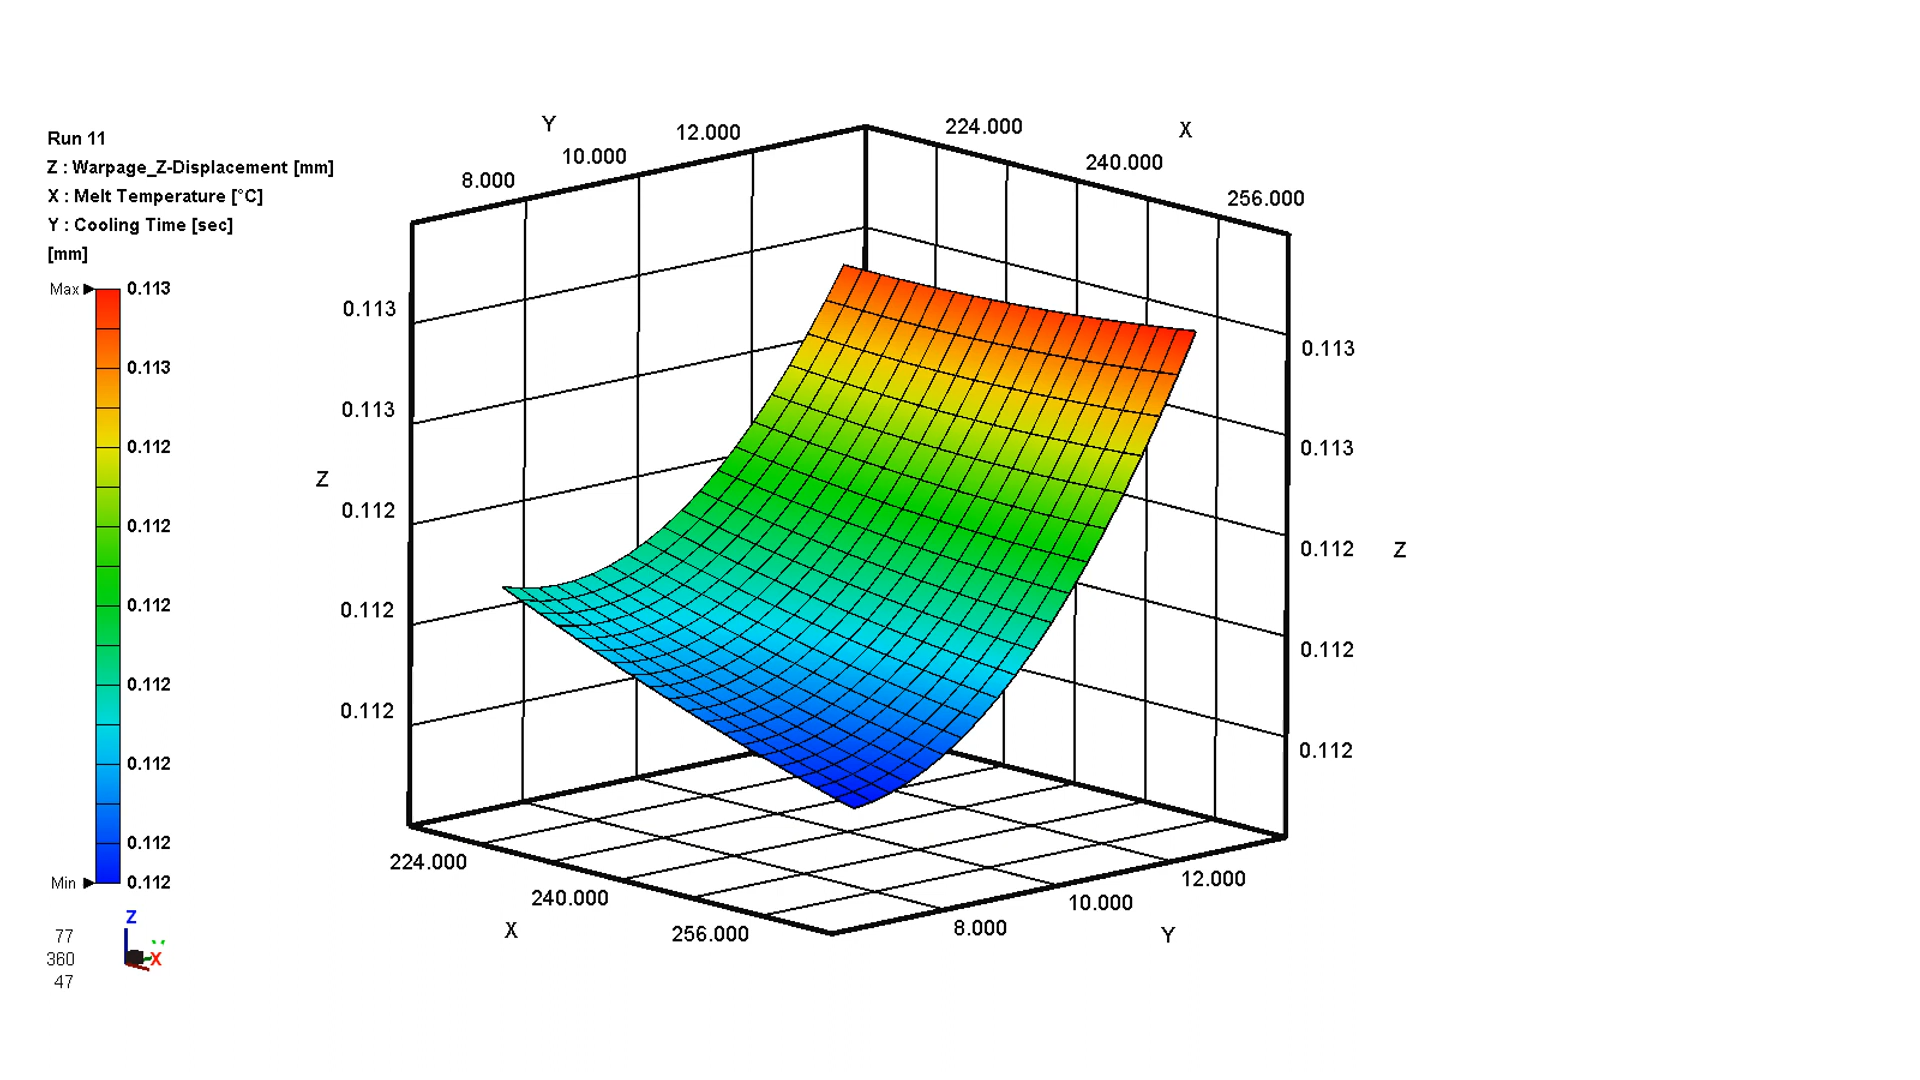 Run 11
Z : Warpage_Z-Displacement [mm]
X : Melt Temperature [°C]
Y : Cooling Time [sec]
[mm]
Max 0.113
0.113
0.112
0.112
0.112
0.112
0.112
0.112
Min 0.112
Z
X
77
360
47
Y
8.000
10.000
12.000
224.000
240.000
256.000
X
0.113
0.113
Z
0.112
0.112
0.112
0.113
0.113
0.112
Z
0.112
0.112
224.000
240.000
256.000
X
8.000
10.000
12.000
Y